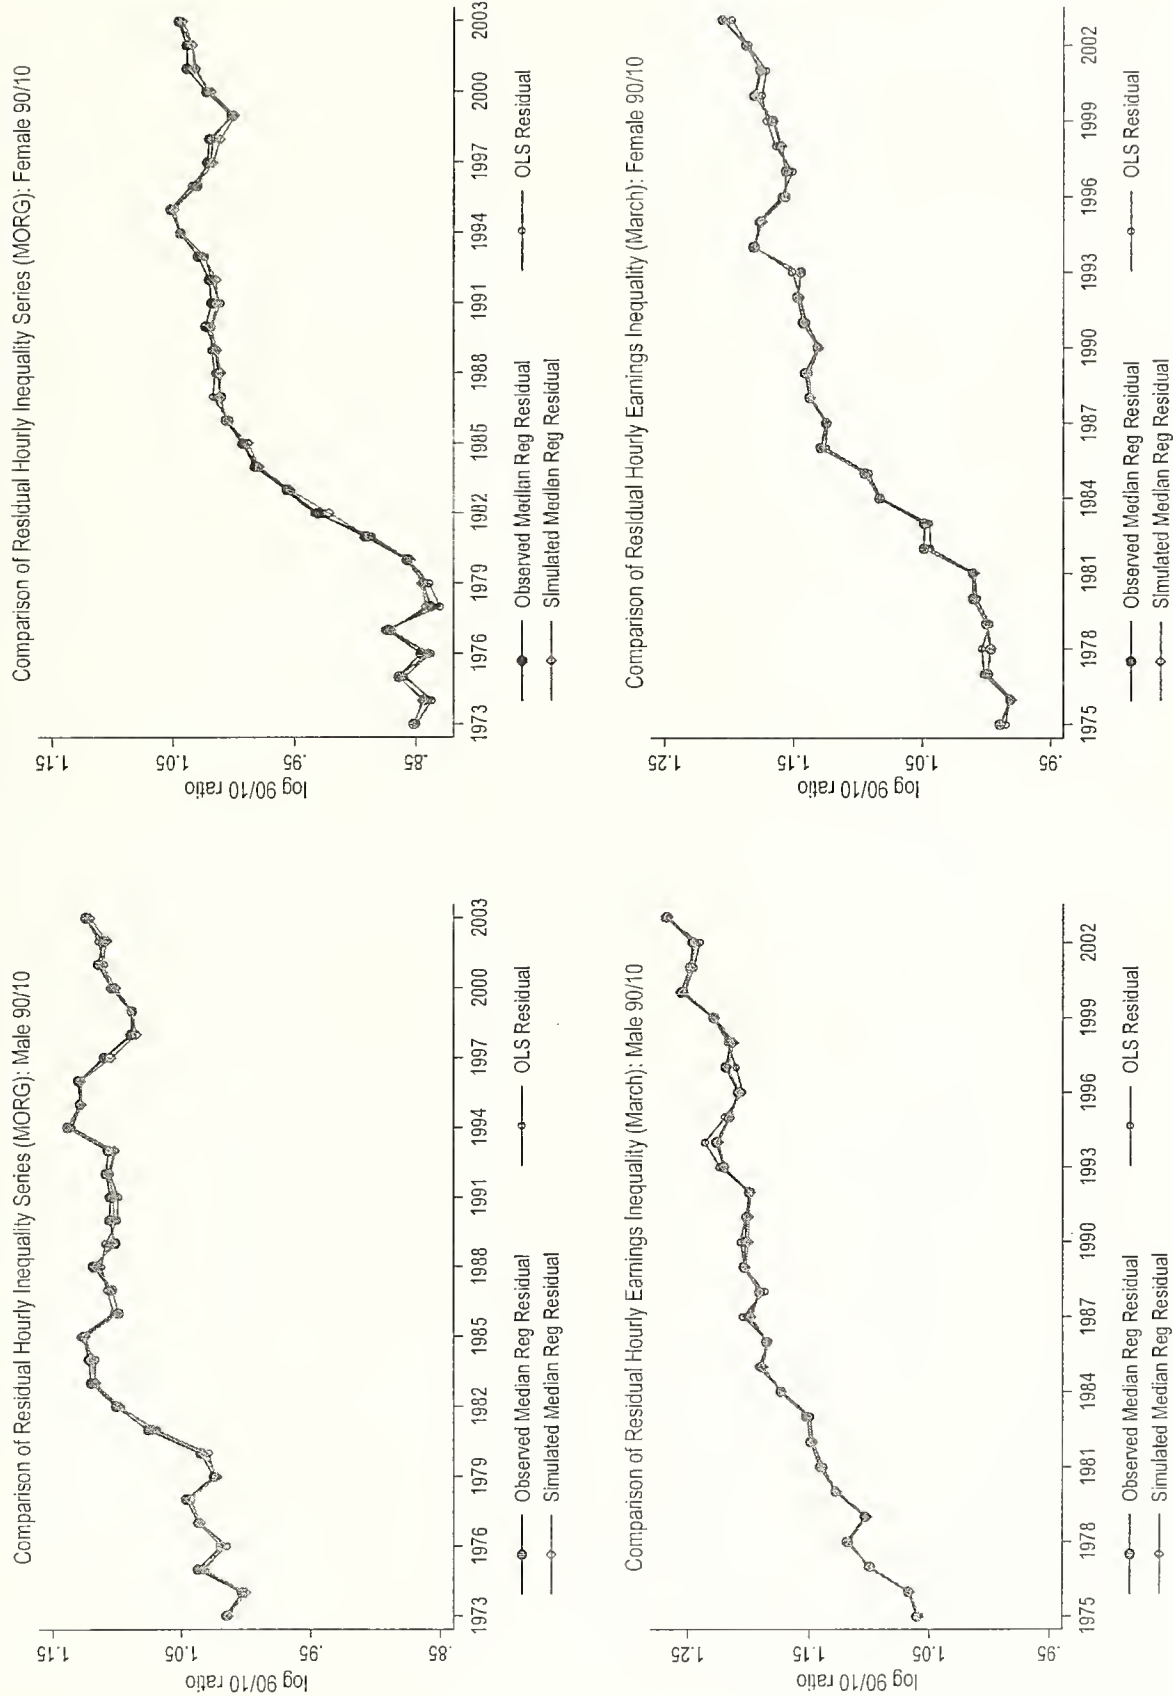 Comparison of Residual Hourly Inequality Series (MORG): Male 90/10
log 90/10 ratio
1.15
1.05
.95
.85
1973 1976 1979 1982 1985 1988 1991 1994 1997 2000 2003
Observed Median Reg Residual
OLS Residual
Simulated Median Reg Residual
Comparison of Residual Hourly Inequality Series (MORG): Female 90/10
log 90/10 ratio
1.15
1.05
.95
.85
1973 1976 1979 1982 1985 1988 1991 1994 1997 2000 2003
Observed Median Reg Residual
OLS Residual
Simulated Median Reg Residual
Comparison of Residual Hourly Earnings Inequality (March): Male 90/10
log 90/10 ratio
1.25
1.15
1.05
.95
1975 1978 1981 1984 1987 1990 1993 1996 1999 2002
Observed Median Reg Residual
OLS Residual
Simulated Median Reg Residual
Comparison of Residual Hourly Earnings Inequality (March): Female 90/10
log 90/10 ratio
1.25
1.15
1.05
.95
1975 1978 1981 1984 1987 1990 1993 1996 1999 2002
Observed Median Reg Residual
OLS Residual
Simulated Median Reg Residual